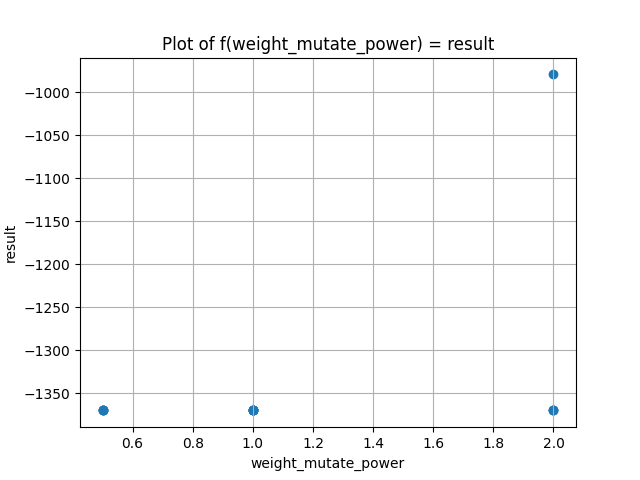 Plot of f(weight_mutate_power) = result
−1000
−1050
−1100
−1150
−1200
−1250
−1300
−1350
result
0.6 0.8 1.0 1.2 1.4 1.6 1.8 2.0
weight_mutate_power